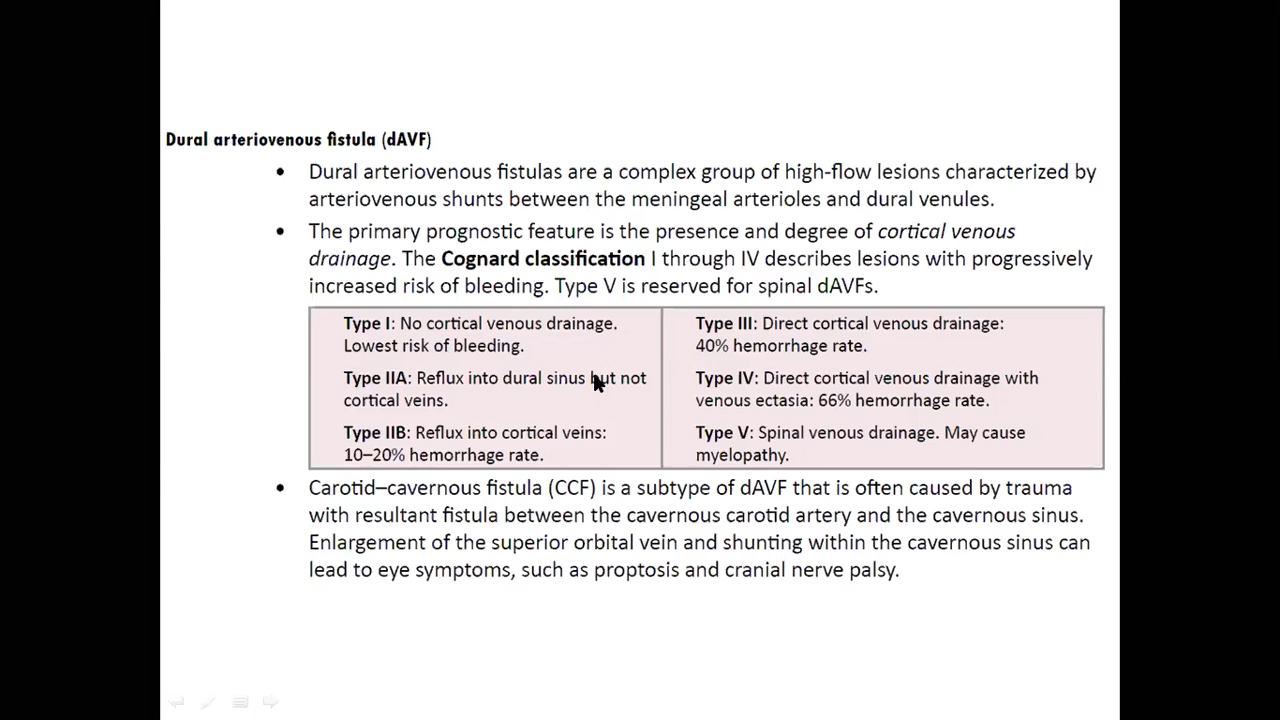 Dural arteriovenous fistula (dAVF)
• Dural arteriovenous fistulas are a complex group of high-flow lesions characterized by
arteriovenous shunts between the meningeal arterioles and dural venules.
• The primary prognostic feature is the presence and degree of cortical venous
drainage. The Cognard classification I through IV describes lesions with progressively
increased risk of bleeding. Type V is reserved for spinal dAVFs.
Type I: No cortical venous drainage.
Lowest risk of bleeding.
Type IIA: Reflux into dural sinus but not
cortical veins.
Type IIB: Reflux into cortical veins:
10–20% hemorrhage rate.
Type III: Direct cortical venous drainage:
40% hemorrhage rate.
Type IV: Direct cortical venous drainage with
venous ectasia: 66% hemorrhage rate.
Type V: Spinal venous drainage. May cause
myelopathy.
• Carotid–cavernous fistula (CCF) is a subtype of dAVF that is often caused by trauma
with resultant fistula between the cavernous carotid artery and the cavernous sinus.
Enlargement of the superior orbital vein and shunting within the cavernous sinus can
lead to eye symptoms, such as proptosis and cranial nerve palsy.